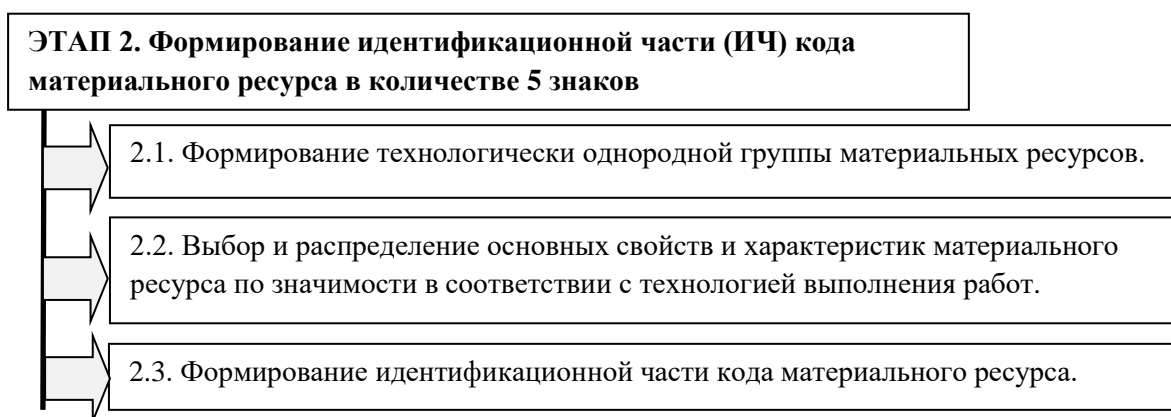 ЭТАП 2. Формирование идентификационной части (ИЧ) кода
материального ресурса в количестве 5 знаков
2.1. Формирование технологически однородной группы материальных ресурсов.
2.2. Выбор и распределение основных свойств и характеристик материального
ресурса по значимости в соответствии с технологией выполнения работ.
2.3. Формирование идентификационной части кода материального ресурса.